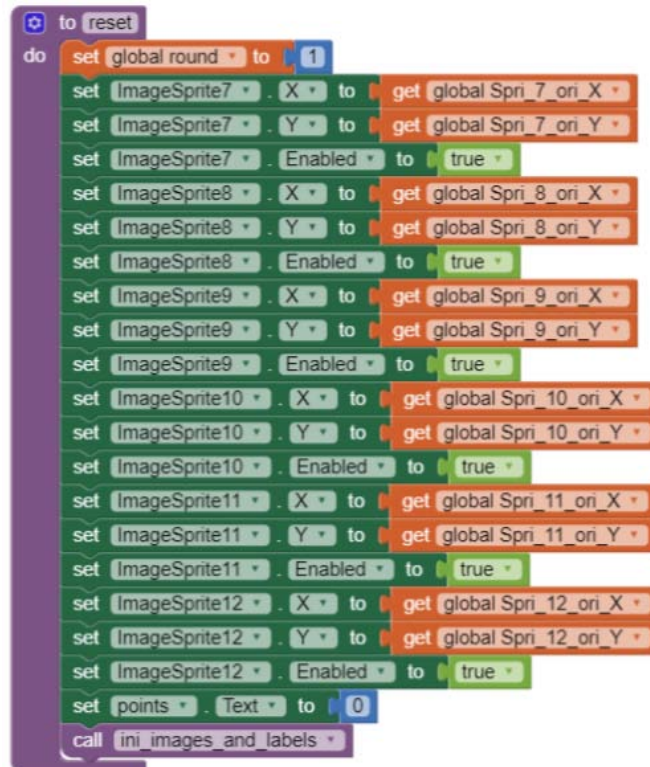 to reset
do set global round to 1
set ImageSprite7 . X to get global Spri_7_ori_X
set ImageSprite7 . Y to get global Spri_7_ori_Y
set ImageSprite7 . Enabled to true
set ImageSprite8 . X to get global Spri_8_ori_X
set ImageSprite8 . Y to get global Spri_8_ori_Y
set ImageSprite8 . Enabled to true
set ImageSprite9 . X to get global Spri_9_ori_X
set ImageSprite9 . Y to get global Spri_9_ori_Y
set ImageSprite9 . Enabled to true
set ImageSprite10 . X to get global Spri_10_ori_X
set ImageSprite10 . Y to get global Spri_10_ori_Y
set ImageSprite10 . Enabled to true
set ImageSprite11 . X to get global Spri_11_ori_X
set ImageSprite11 . Y to get global Spri_11_ori_Y
set ImageSprite11 . Enabled to true
set ImageSprite12 . X to get global Spri_12_ori_X
set ImageSprite12 . Y to get global Spri_12_ori_Y
set ImageSprite12 . Enabled to true
set points . Text to 0
call ini_images_and_labels